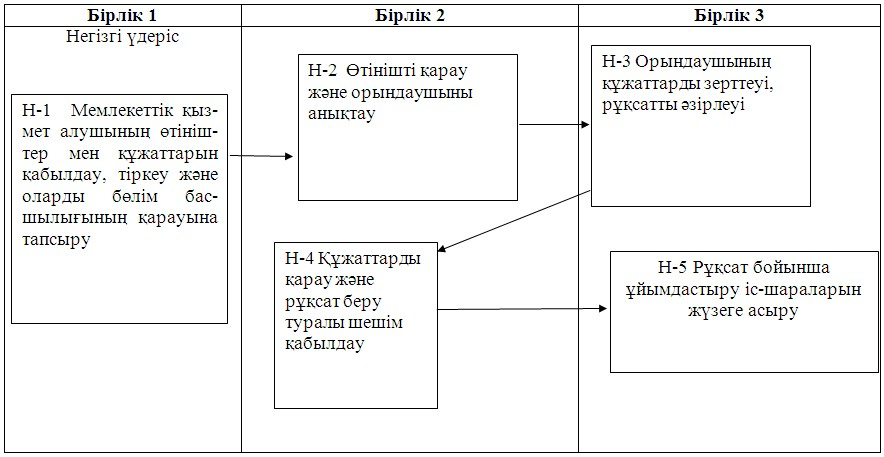 Бірлік 1
Бірлік 2
Бірлік 3
Негізгі үдеріс
Н-1 Мемлекеттік қыз-
мет алушының өтініш-
тер мен құжаттарын
қабылдау, тіркеу және
оларды бөлім бас-
шылығының қарауына
тапсыру
Н-2 Өтінішті қарау
және орындаушыны
анықтау
Н-3 Орындаушының
құжаттарды зерттеуі,
рұқсатты әзірлеуі
Н-4 Құжаттарды
қарау және
рұқсат беру
туралы шешім
қабылдау
Н-5 Рұқсат бойынша
ұйымдастыру іс-шараларын
жүзеге асыру